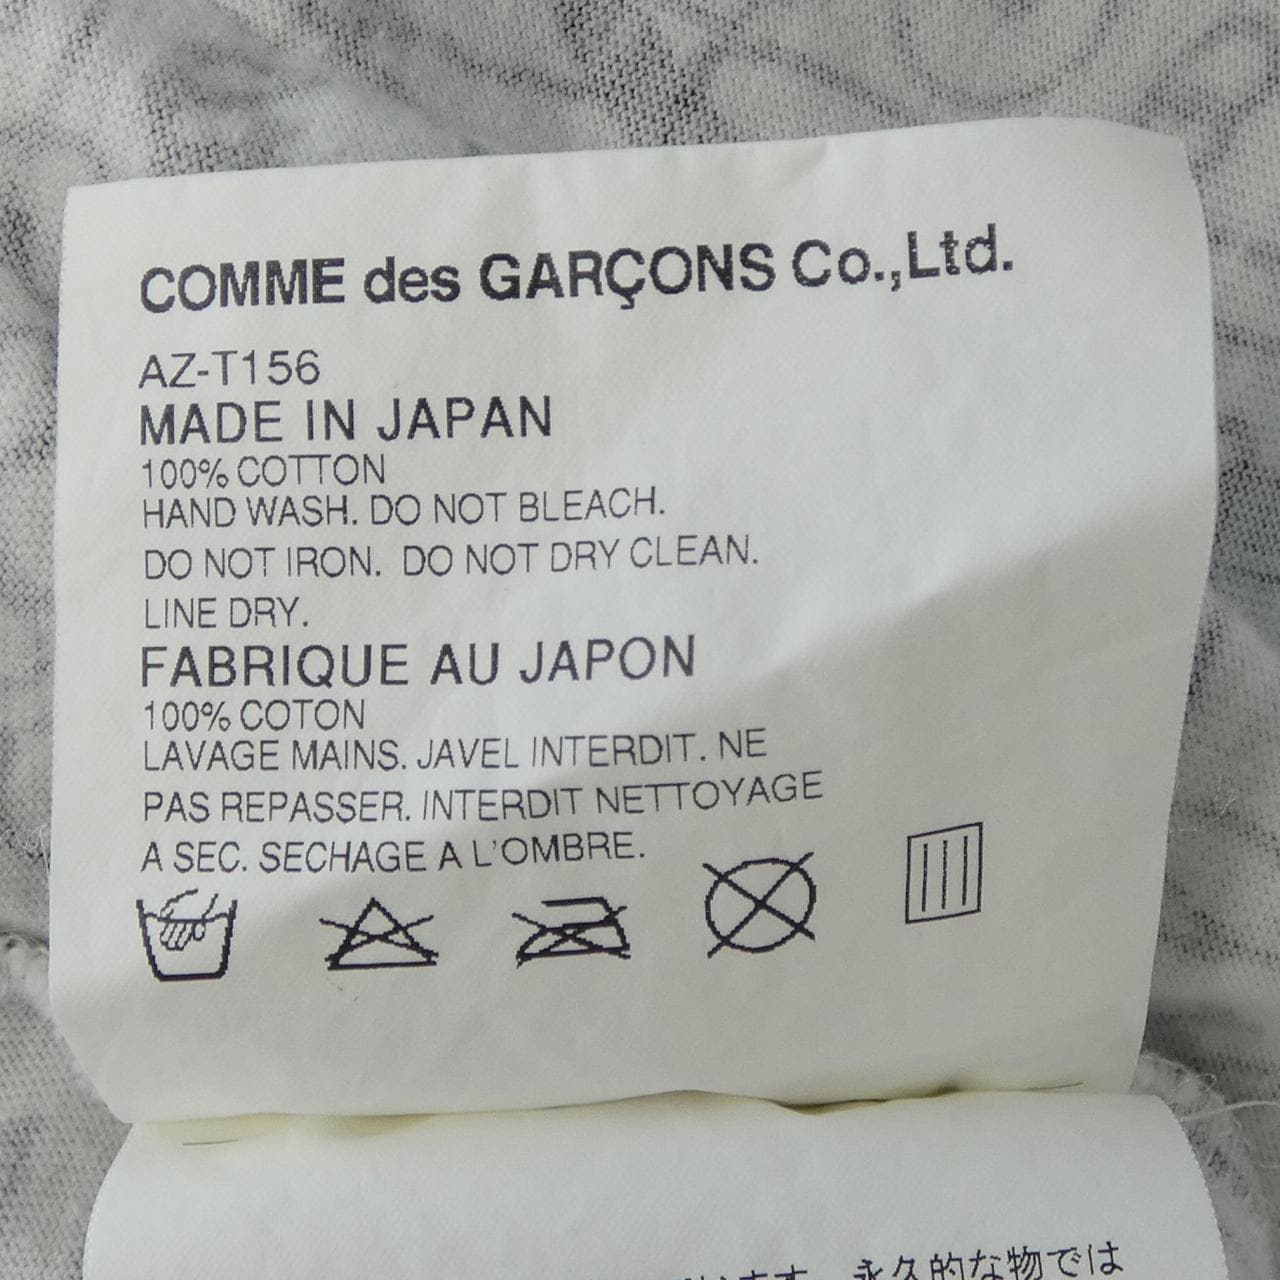 COMME des GARÇONS Co.,Ltd.
AZ-T156
MADE IN JAPAN
100% COTTON
HAND WASH. DO NOT BLEACH.
DO NOT IRON. DO NOT DRY CLEAN.
LINE DRY.
FABRIQUE AU JAPON
100% COTON
LAVAGE MAINS. JAVEL INTERDIT. NE
PAS REPASSER. INTERDIT NETTOYAGE
A SEC. SECHAGE A L'OMBRE.
永久的な物では